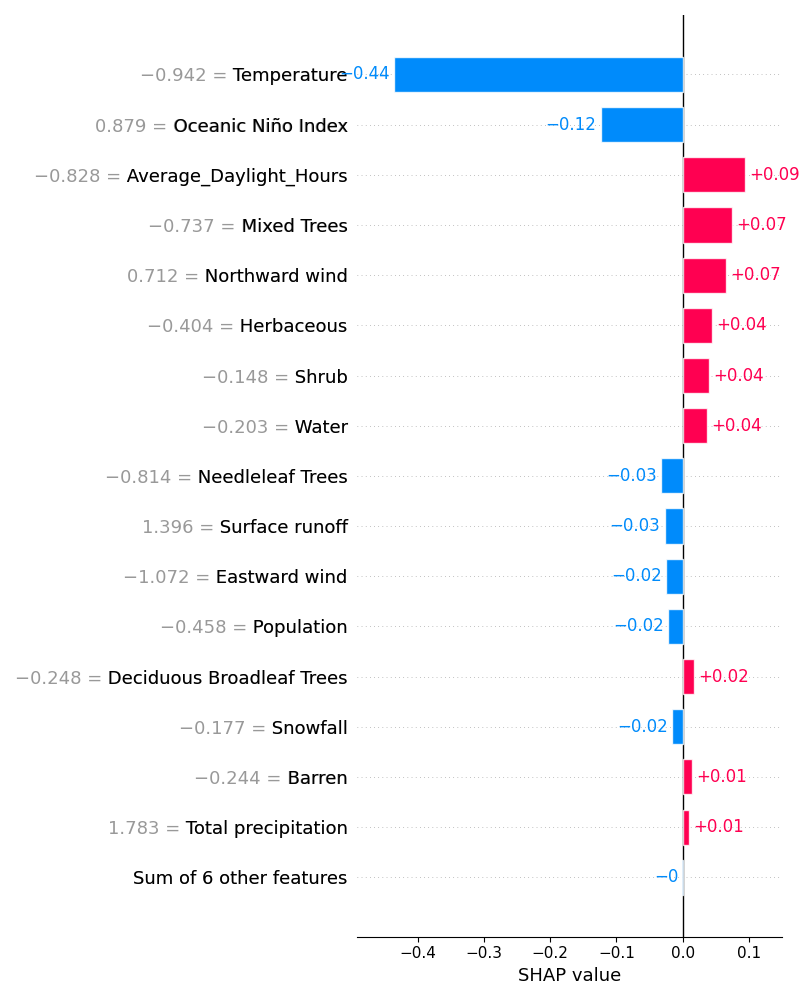 −0.942 = Temperature −0.44
0.879 = Oceanic Niño Index −0.12
−0.828 = Average_Daylight_Hours +0.09
−0.737 = Mixed Trees +0.07
0.712 = Northward wind +0.07
−0.404 = Herbaceous +0.04
−0.148 = Shrub +0.04
−0.203 = Water +0.04
−0.814 = Needleleaf Trees −0.03
1.396 = Surface runoff −0.03
−1.072 = Eastward wind −0.02
−0.458 = Population −0.02
−0.248 = Deciduous Broadleaf Trees +0.02
−0.177 = Snowfall −0.02
−0.244 = Barren +0.01
1.783 = Total precipitation +0.01
Sum of 6 other features −0
−0.4 −0.3 −0.2 −0.1 0.0 0.1
SHAP value